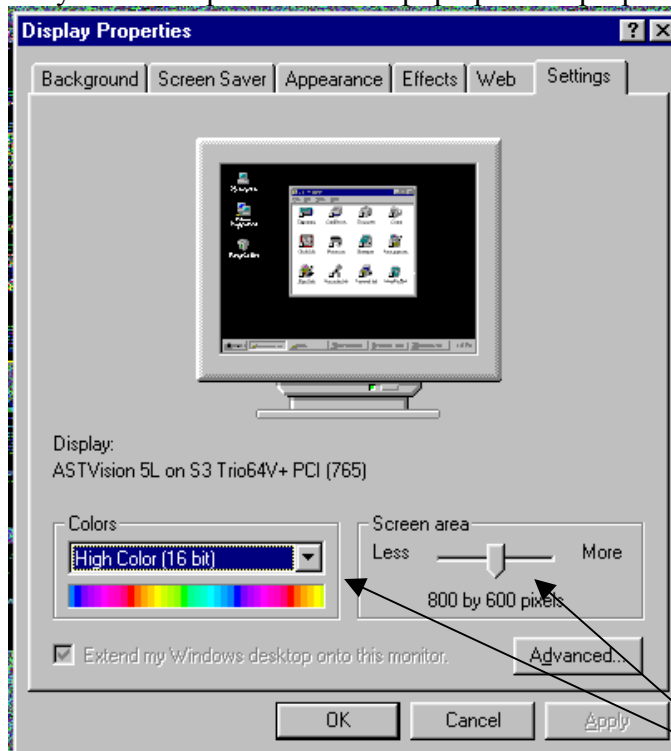 Display Properties
Background Screen Saver Appearance Effects Web Settings
Display:
ASTVision 5L on S3 Trio64V+ PCI (765)
Colors
High Color (16 bit)
Screen area
Less More
800 by 600 pixels
Extend my Windows desktop onto this monitor.
Advanced...
OK Cancel Apply